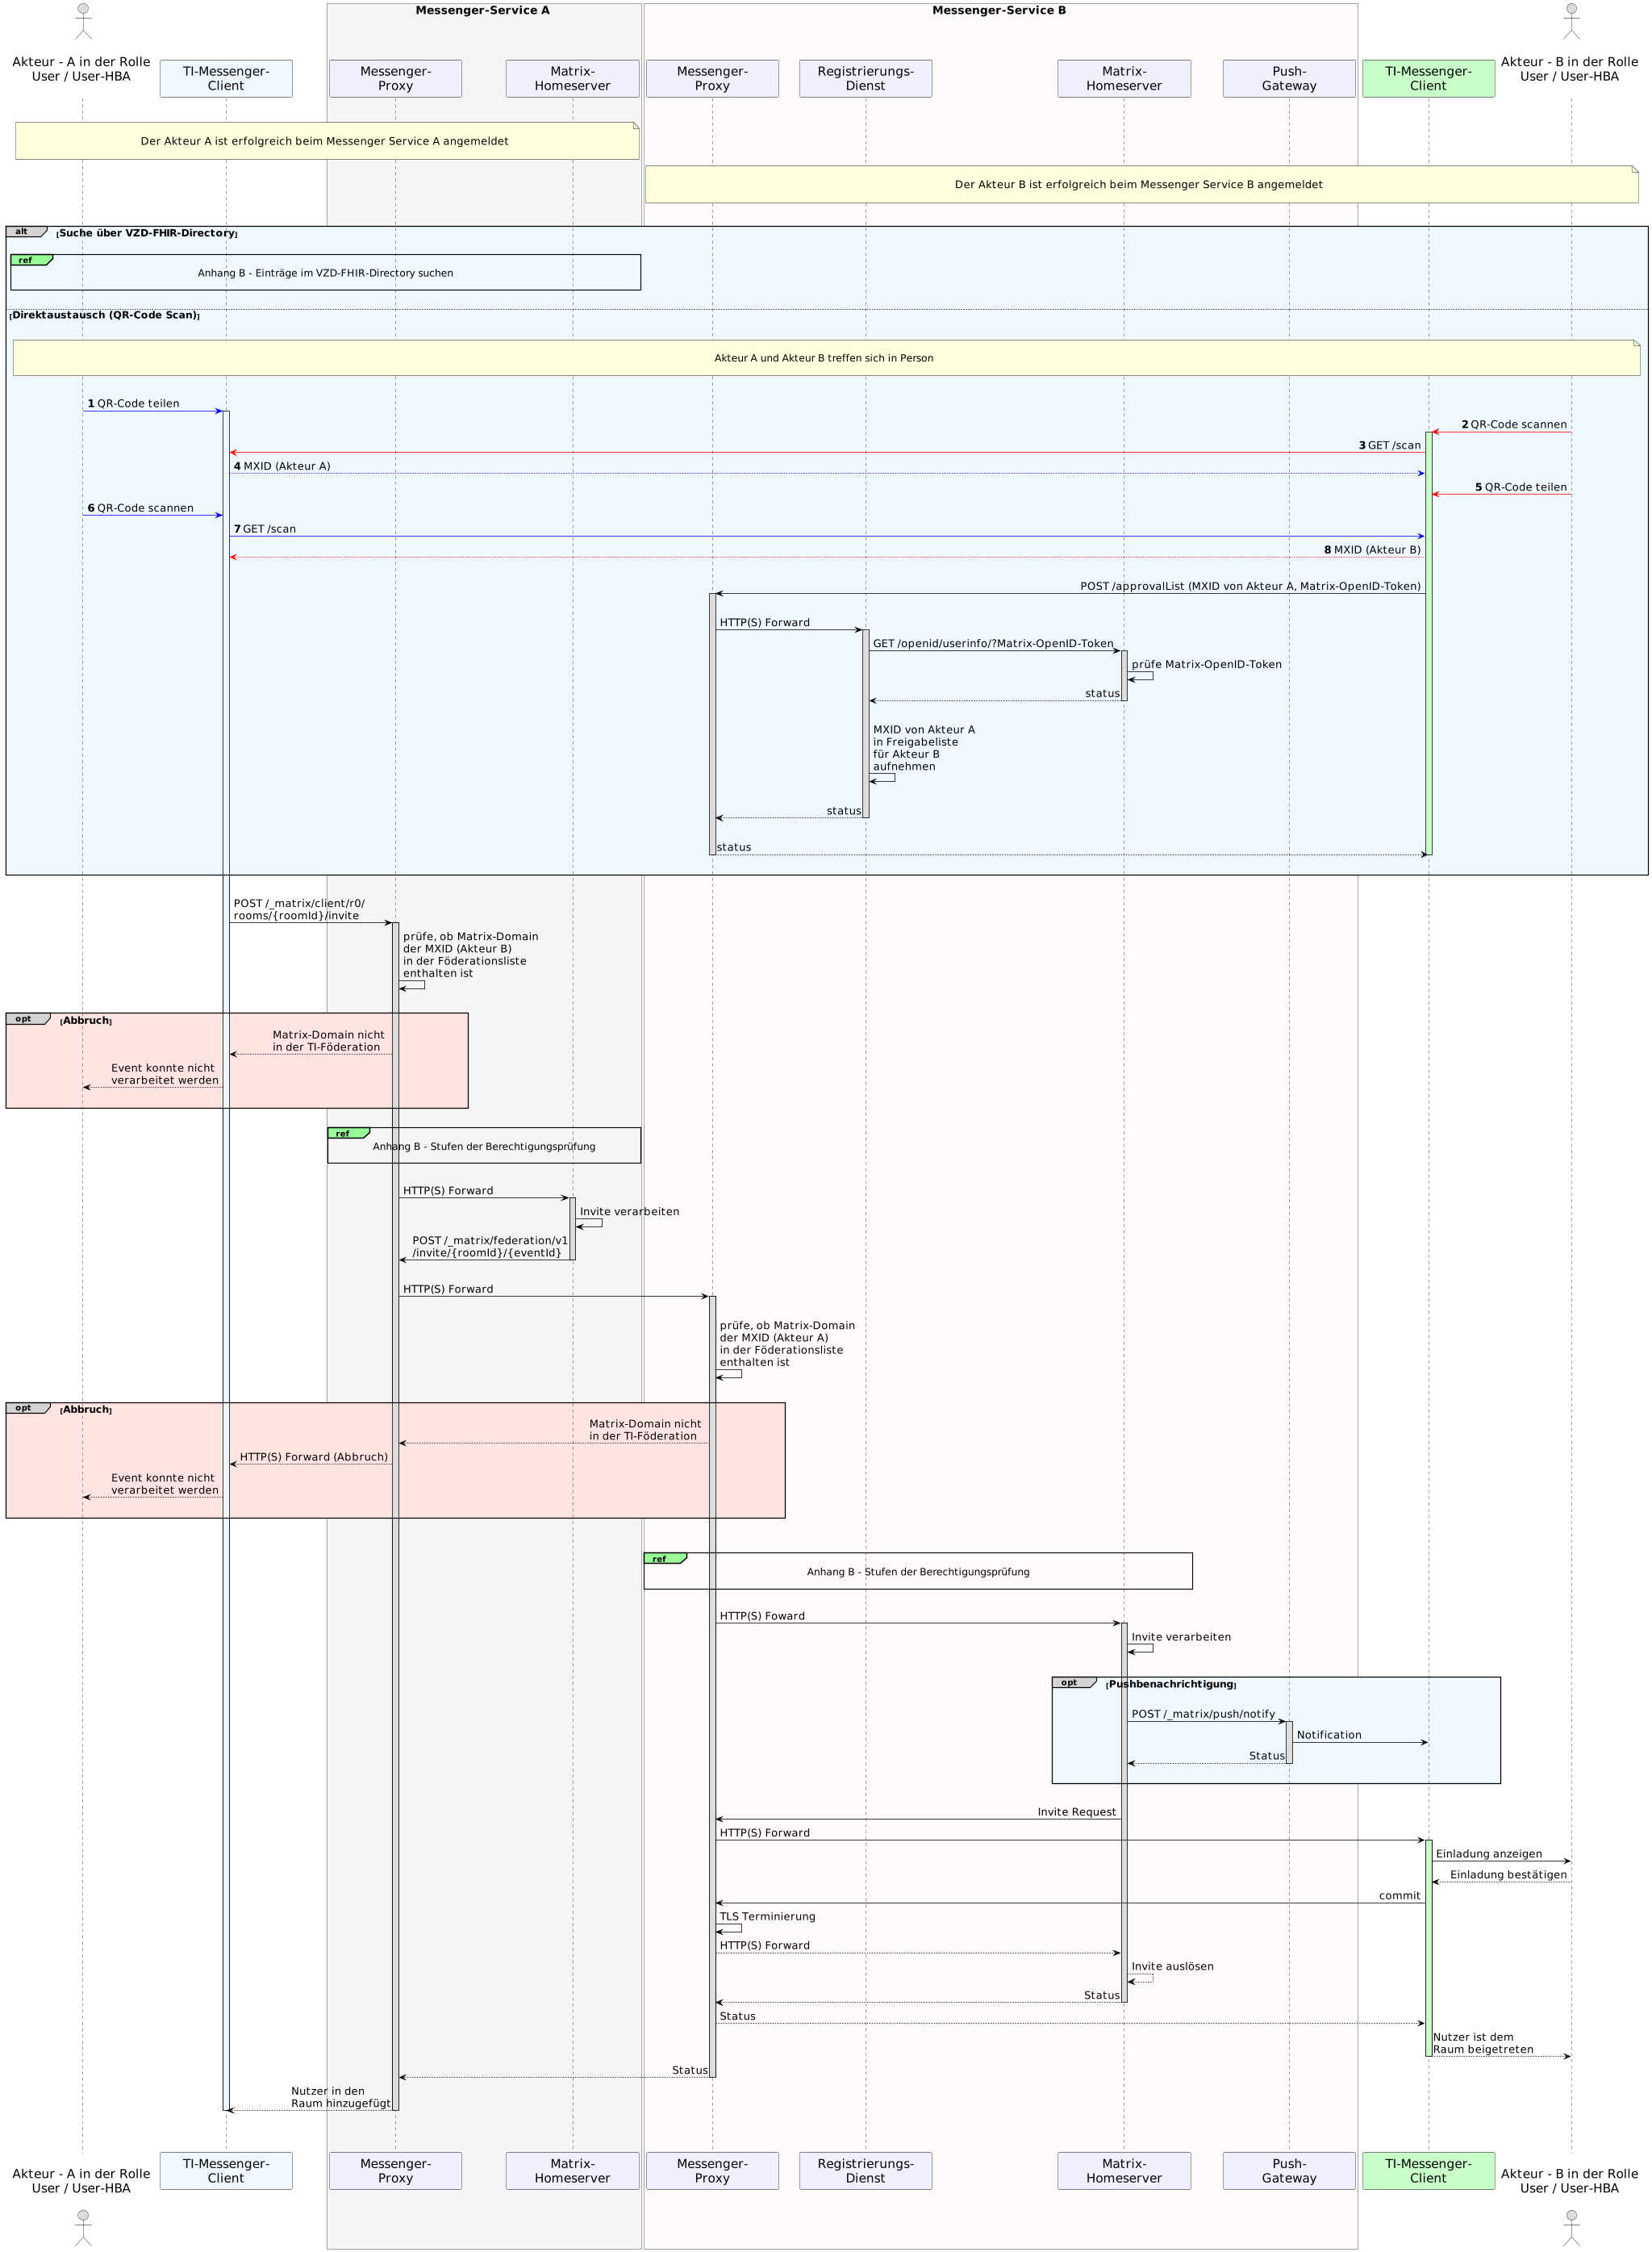 Messenger-Service A
Messenger-Service B
Akteur - A in der Rolle
User / User-HBA
TI-Messenger-
Client
Messenger-
Proxy
Matrix-
Homeserver
Messenger-
Proxy
Registrierungs-
Dienst
Matrix-
Homeserver
Push-
Gateway
TI-Messenger-
Client
Akteur - B in der Rolle
User / User-HBA
Der Akteur A ist erfolgreich beim Messenger Service A angemeldet
Der Akteur B ist erfolgreich beim Messenger Service B angemeldet
alt [Suche über VZD-FHIR-Directory]
ref
Anhang B - Einträge im VZD-FHIR-Directory suchen
[Direktaustausch (QR-Code Scan)]
Akteur A und Akteur B treffen sich in Person
1 QR-Code teilen
2 QR-Code scannen
3 GET /scan
4 MXID (Akteur A)
5 QR-Code teilen
6 QR-Code scannen
7 GET /scan
8 MXID (Akteur B)
POST /approvalList (MXID von Akteur A, Matrix-OpenID-Token)
HTTP(S) Forward
GET /openid/userinfo/?Matrix-OpenID-Token
prüfe Matrix-OpenID-Token
status
MXID von Akteur A
in Freigabeliste
für Akteur B
aufnehmen
status
status
POST /_matrix/client/r0/
rooms/{roomId}/invite
prüfe, ob Matrix-Domain
der MXID (Akteur B)
in der Föderationsliste
enthalten ist
opt [Abbruch]
Matrix-Domain nicht
in der TI-Föderation
Event konnte nicht
verarbeitet werden
ref
Anhang B - Stufen der Berechtigungsprüfung
HTTP(S) Forward
Invite verarbeiten
POST /_matrix/federation/v1
/invite/{roomId}/{eventId}
HTTP(S) Forward
prüfe, ob Matrix-Domain
der MXID (Akteur A)
in der Föderationsliste
enthalten ist
opt [Abbruch]
Matrix-Domain nicht
in der TI-Föderation
HTTP(S) Forward (Abbruch)
Event konnte nicht
verarbeitet werden
ref
Anhang B - Stufen der Berechtigungsprüfung
HTTP(S) Foward
Invite verarbeiten
opt [Pushbenachrichtigung]
POST /_matrix/push/notify
Notification
Status
Invite Request
HTTP(S) Forward
Einladung anzeigen
Einladung bestätigen
commit
TLS Terminierung
HTTP(S) Forward
Invite auslösen
Status
Status
Nutzer ist dem
Raum beigetreten
Status
Nutzer in den
Raum hinzugefügt
Akteur - A in der Rolle
User / User-HBA
TI-Messenger-
Client
Messenger-
Proxy
Matrix-
Homeserver
Messenger-
Proxy
Registrierungs-
Dienst
Matrix-
Homeserver
Push-
Gateway
TI-Messenger-
Client
Akteur - B in der Rolle
User / User-HBA